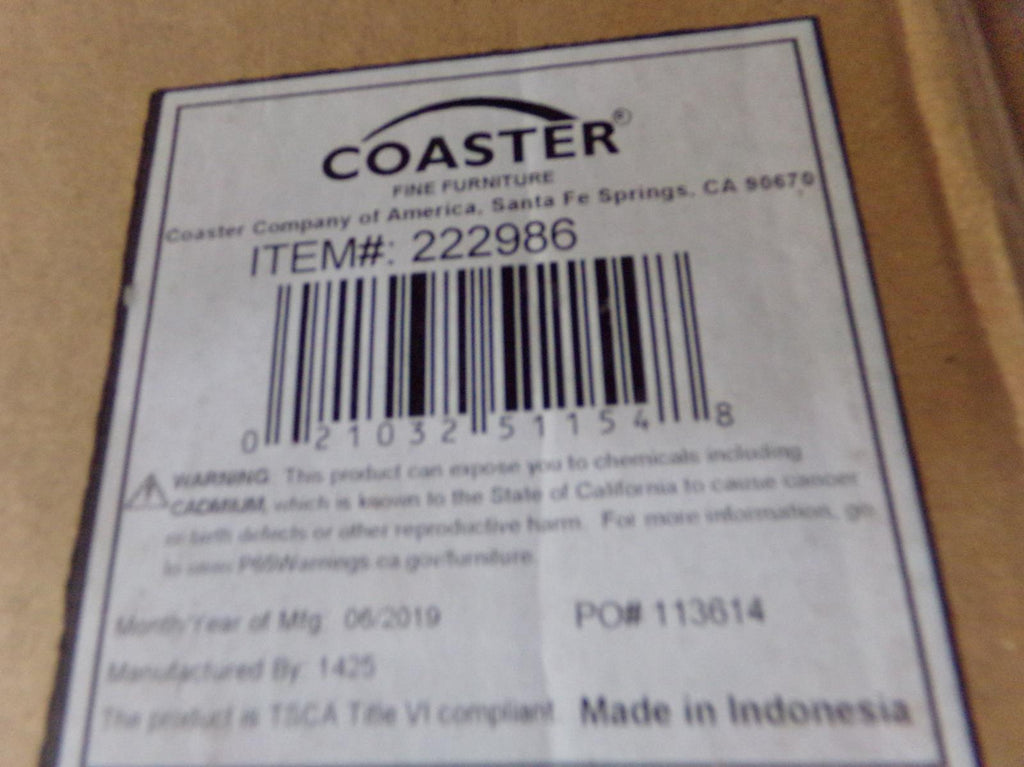 COASTER®
FINE FURNITURE
Coaster Company of America, Santa Fe Springs, CA 90670
ITEM#: 222986
0 21032 51154 8
WARNING: This product can expose you to chemicals including
CADMIUM, which is known to the State of California to cause cancer
or birth defects or other reproductive harm. For more information, go
to www.P65Warnings.ca.gov/furniture.
Month/Year of Mfg: 06/2019 PO# 113614
Manufactured By: 1425
The product is TSCA Title VI compliant. Made in Indonesia